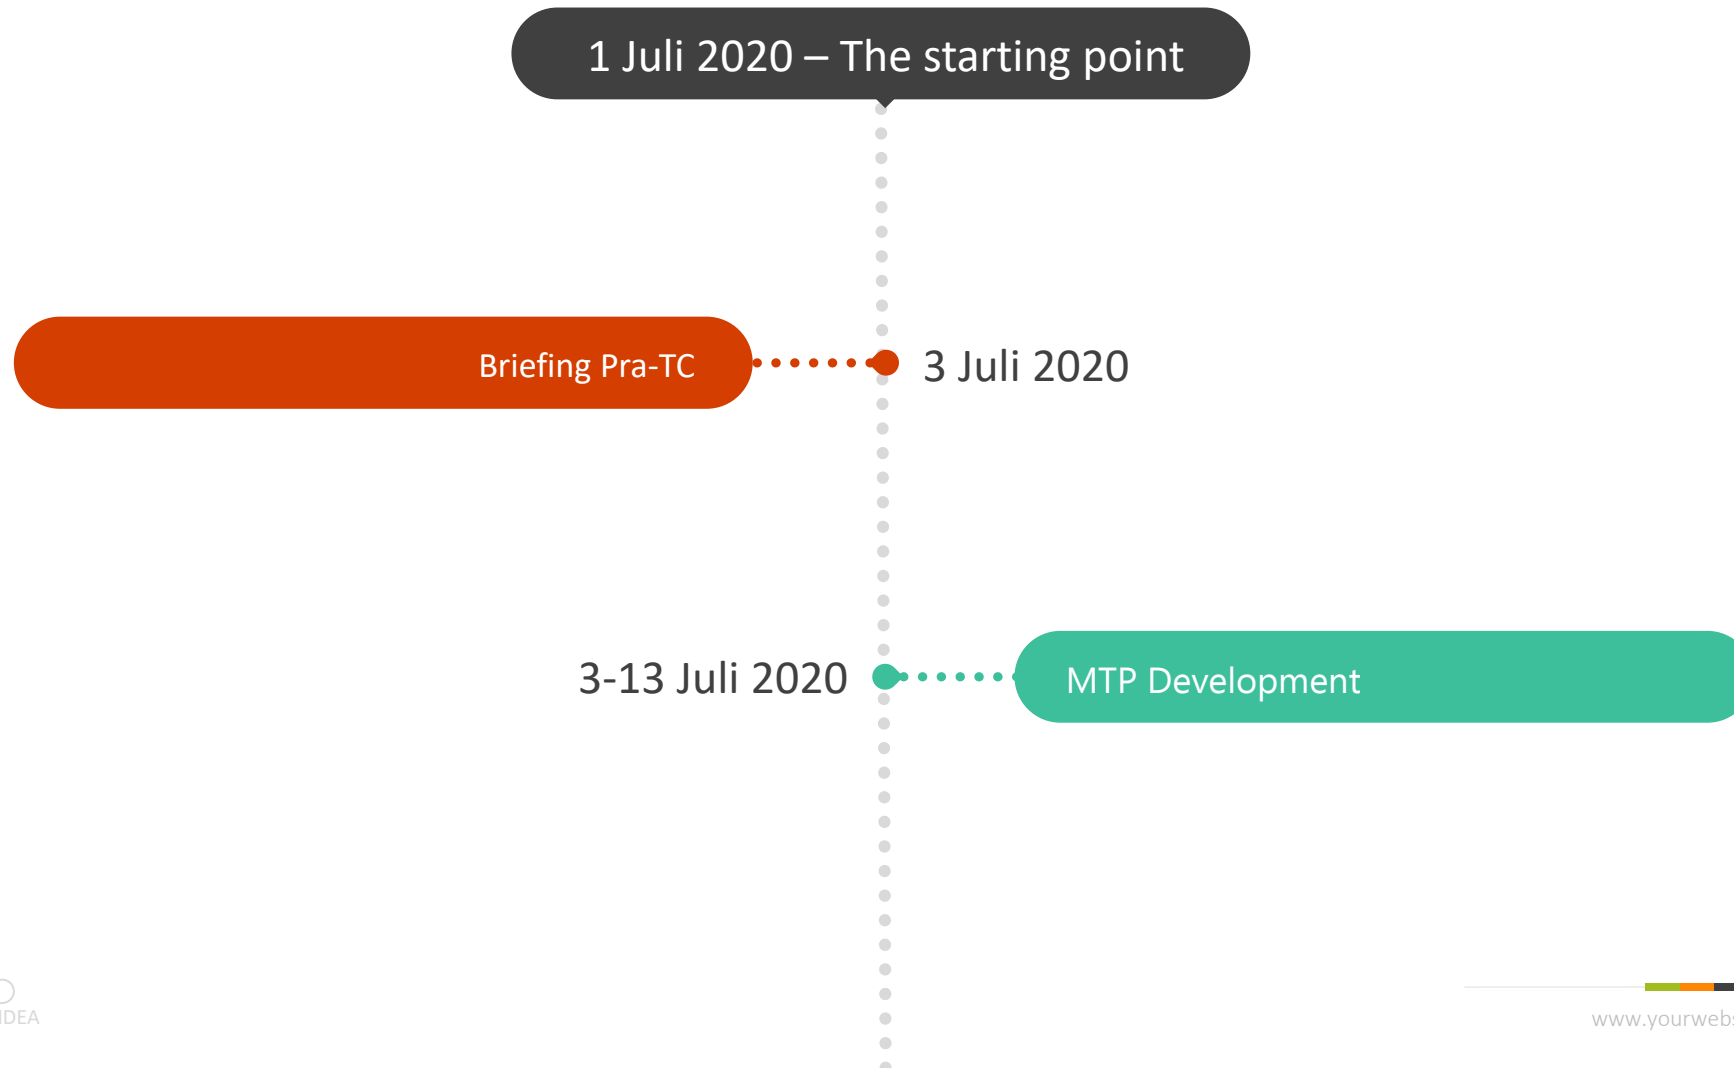 1 Juli 2020 – The starting point
Briefing Pra-TC
3 Juli 2020
3-13 Juli 2020
MTP Development
IDEA
www.yourwebs